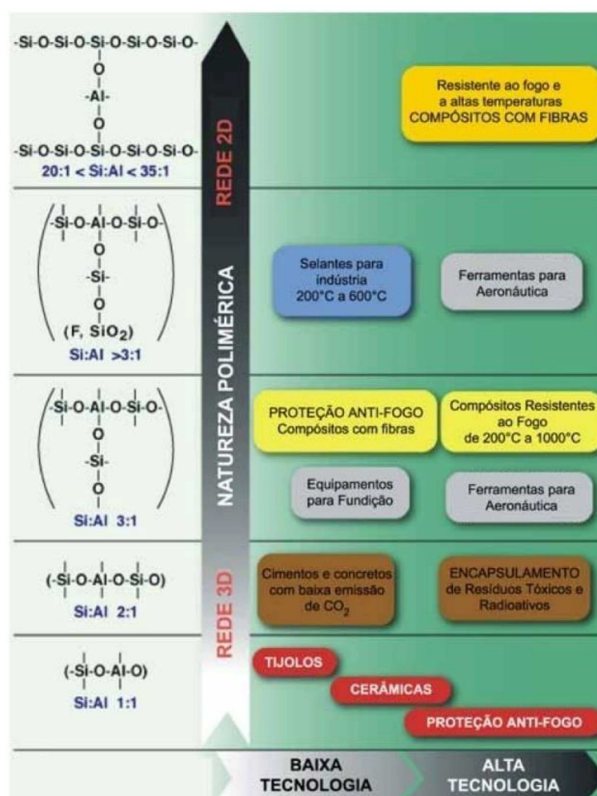 -Si-O-Si-O-Si-O-Si-O-Si-O-
O
-Al-
O
-Si-O-Si-O-Si-O-Si-O-Si-O-
20:1 < Si:Al < 35:1
REDE 2D
Resistente ao fogo e
a altas temperaturas
COMPÓSITOS COM FIBRAS
-Si-O-Al-O-Si-O-
O
-Si-
O
(F, SiO2)
Si:Al >3:1
NATUREZA POLIMÉRICA
Selantes para
indústria
200°C a 600°C
Ferramentas para
Aeronáutica
-Si-O-Al-O-Si-O-
O
-Si-
O
Si:Al 3:1
PROTEÇÃO ANTI-FOGO
Compósitos com fibras
Compósitos Resistentes
ao Fogo
de 200°C a 1000°C
Equipamentos
para Fundição
Ferramentas para
Aeronáutica
(-Si-O-Al-O-Si-O)
Si:Al 2:1
REDE 3D
Cimentos e concretos
com baixa emissão
de CO2
ENCAPSULAMENTO
de Resíduos Tóxicos e
Radioativos
(-Si-O-Al-O)
Si:Al 1:1
TIJOLOS
CERÂMICAS
PROTEÇÃO ANTI-FOGO
BAIXA
TECNOLOGIA
ALTA
TECNOLOGIA